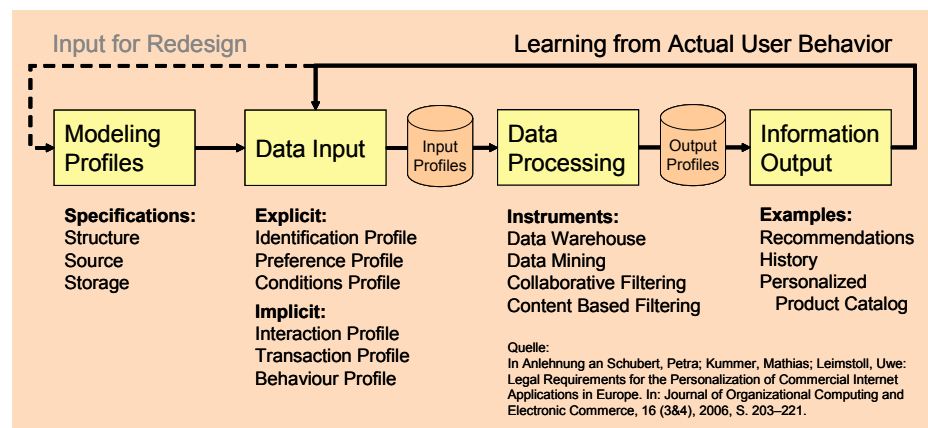 Input for Redesign
Learning from Actual User Behavior
Modeling
Profiles
Data Input
Input
Profiles
Data
Processing
Output
Profiles
Information
Output
Specifications:
Structure
Source
Storage
Explicit:
Identification Profile
Preference Profile
Conditions Profile
Implicit:
Interaction Profile
Transaction Profile
Behaviour Profile
Instruments:
Data Warehouse
Data Mining
Collaborative Filtering
Content Based Filtering
Examples:
Recommendations
History
Personalized
Product Catalog
Quelle:
In Anlehnung an Schubert, Petra; Kummer, Mathias; Leimstoll, Uwe:
Legal Requirements for the Personalization of Commercial Internet
Applications in Europe. In: Journal of Organizational Computing and
Electronic Commerce, 16 (3&4), 2006, S. 203–221.